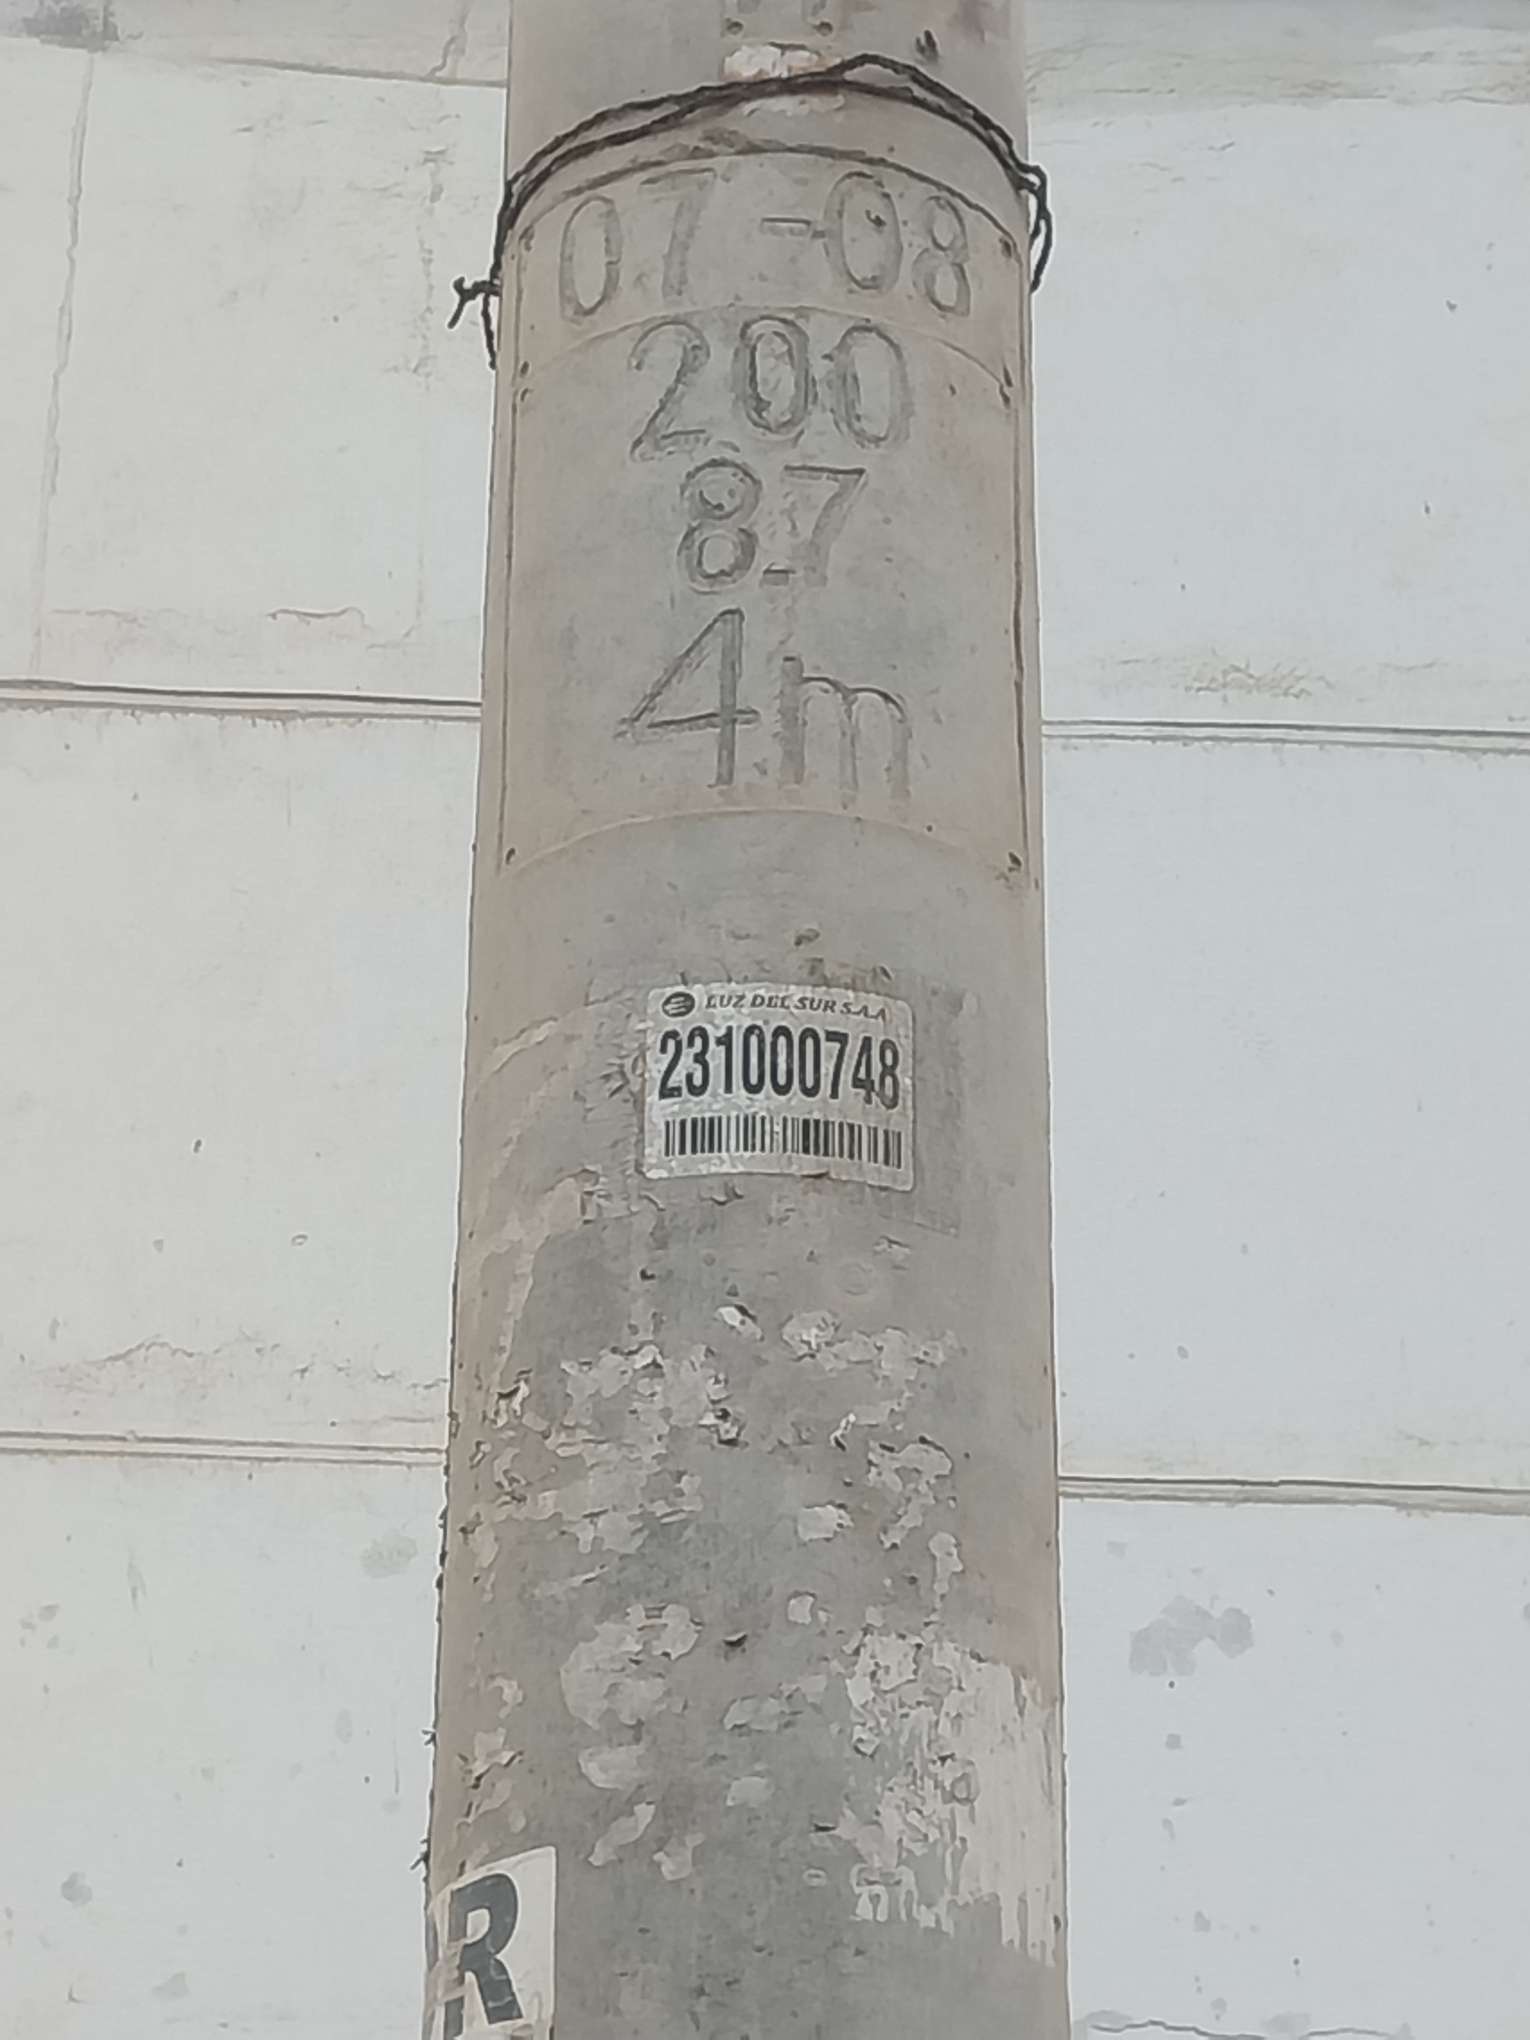 07-08
200
8.7
4m
LUZ DEL SUR S.A.A
231000748
R